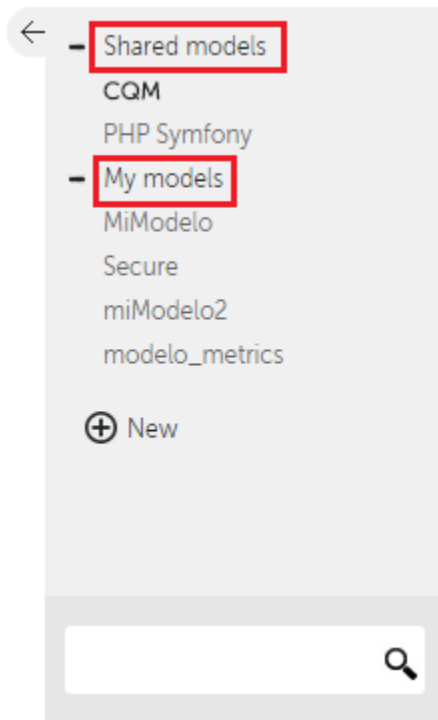 Shared models
CQM
PHP Symfony
My models
MiModelo
Secure
miModelo2
modelo_metrics
New